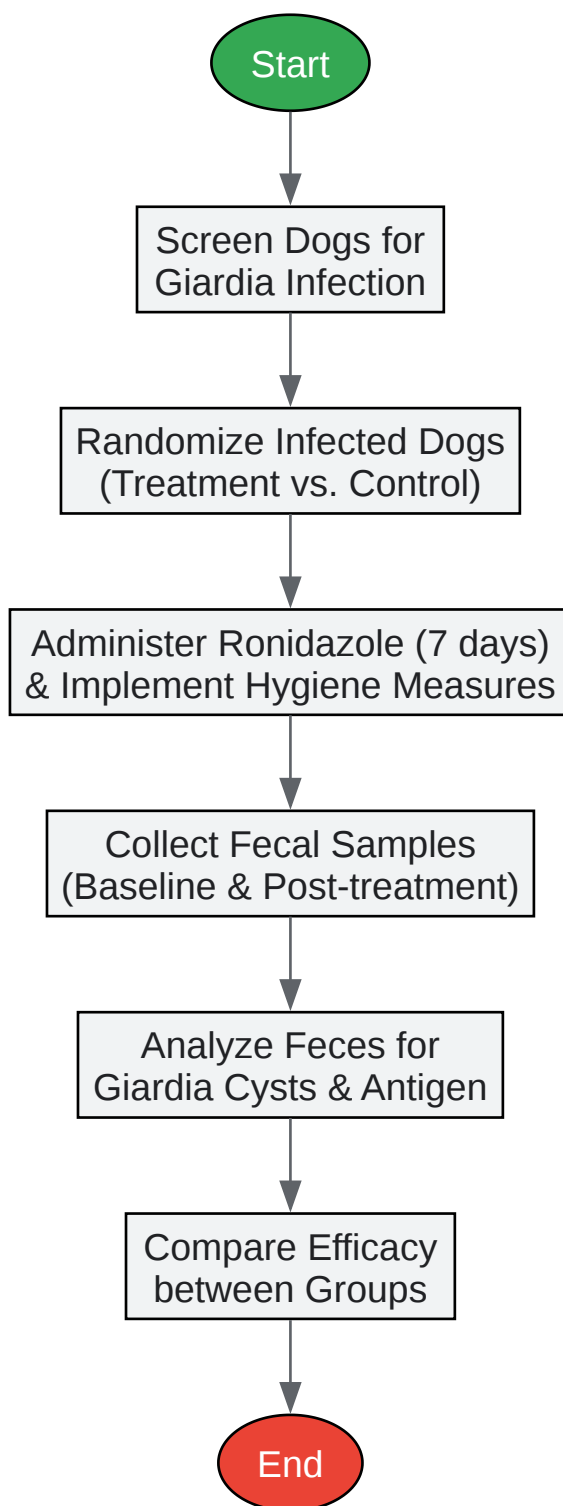 Start
Screen Dogs for
Giardia Infection
Randomize Infected Dogs
(Treatment vs. Control)
Administer Ronidazole (7 days)
& Implement Hygiene Measures
Collect Fecal Samples
(Baseline & Post-treatment)
Analyze Feces for
Giardia Cysts & Antigen
Compare Efficacy
between Groups
End